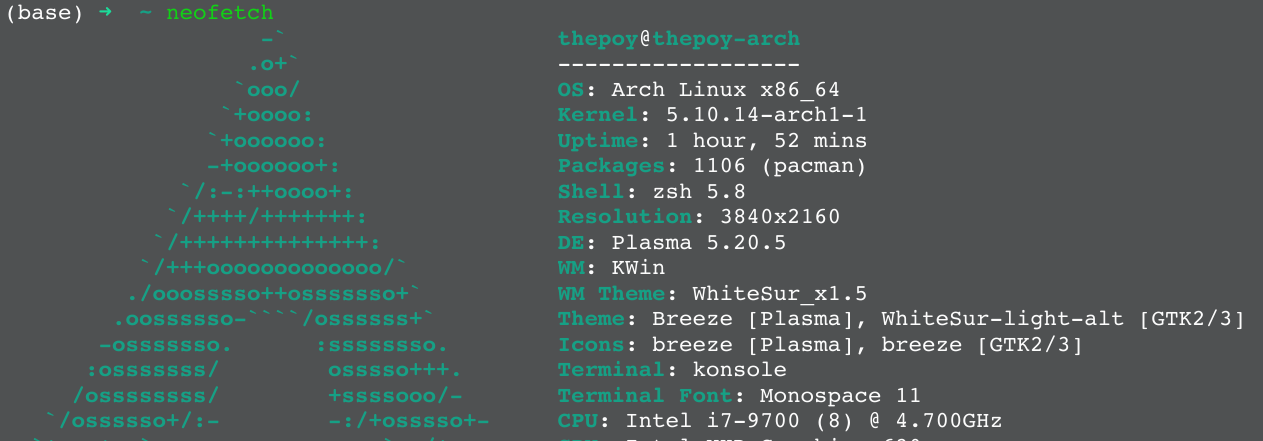 (base) ➜  ~ neofetch
                   -`                    thepoy@thepoy-arch
                  .o+`                   ------------------
                 `ooo/                   OS: Arch Linux x86_64
                `+oooo:                  Kernel: 5.10.14-arch1-1
               `+oooooo:                 Uptime: 1 hour, 52 mins
               -+oooooo+:                Packages: 1106 (pacman)
             `/:-:++oooo+:               Shell: zsh 5.8
            `/++++/+++++++:              Resolution: 3840x2160
           `/++++++++++++++:             DE: Plasma 5.20.5
          `/+++ooooooooooooo/`           WM: KWin
         ./ooosssso++osssssso+`          WM Theme: WhiteSur_x1.5
        .oossssso-````/ossssss+`         Theme: Breeze [Plasma], WhiteSur-light-alt [GTK2/3]
       -osssssso.      :ssssssso.        Icons: breeze [Plasma], breeze [GTK2/3]
      :osssssss/        osssso+++.       Terminal: konsole
     /ossssssss/        +ssssooo/-       Terminal Font: Monospace 11
   `/ossssso+/:-        -:/+osssso+-     CPU: Intel i7-9700 (8) @ 4.700GHz